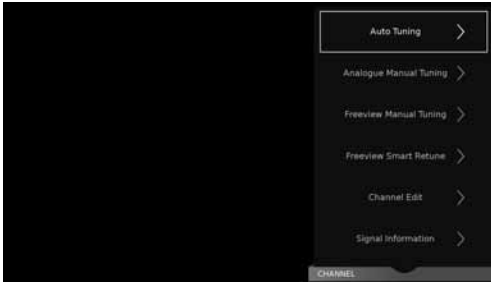 Auto Tuning
Analogue Manual Tuning
Freeview Manual Tuning
Freeview Smart Retune
Channel Edit
Signal Information
CHANNEL